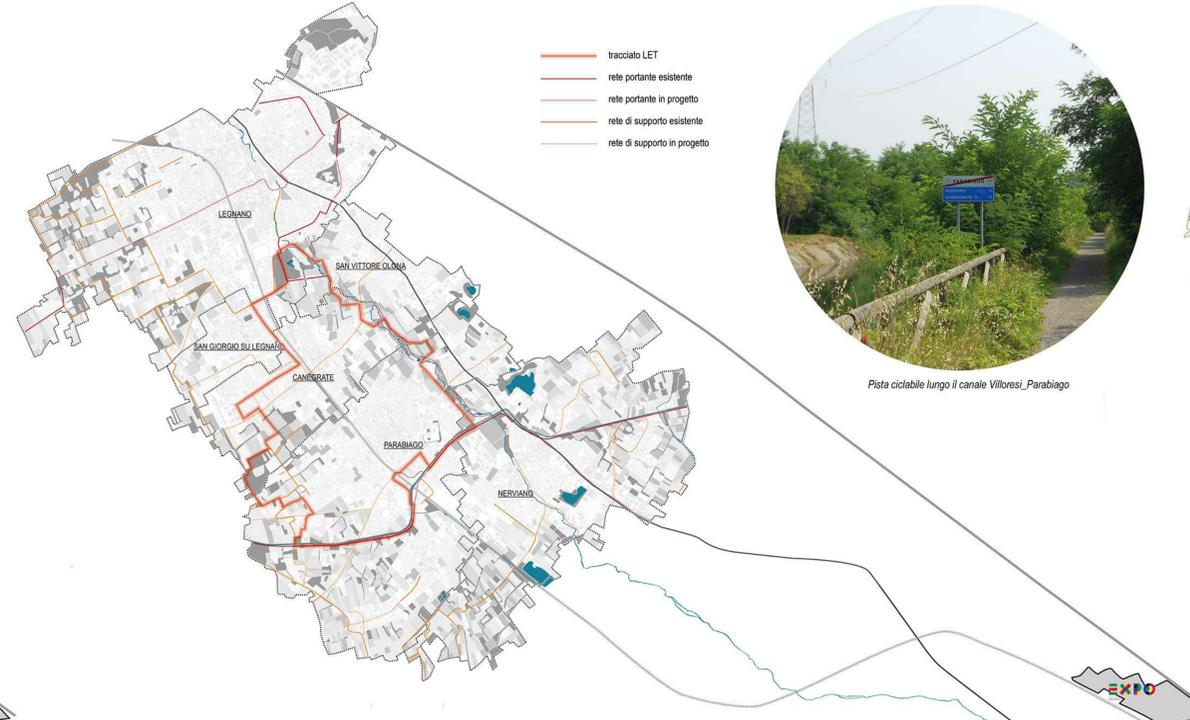 tracciato LET
rete portante esistente
rete portante in progetto
rete di supporto esistente
rete di supporto in progetto
LEGNANO
SAN VITTORE OLONA
SAN GIORGIO SU LEGNANO
CANEGRATE
PARABIAGO
NERVIANO
PARABIAGO
Pista ciclabile lungo il canale Villoresi_Parabiago
EXPO